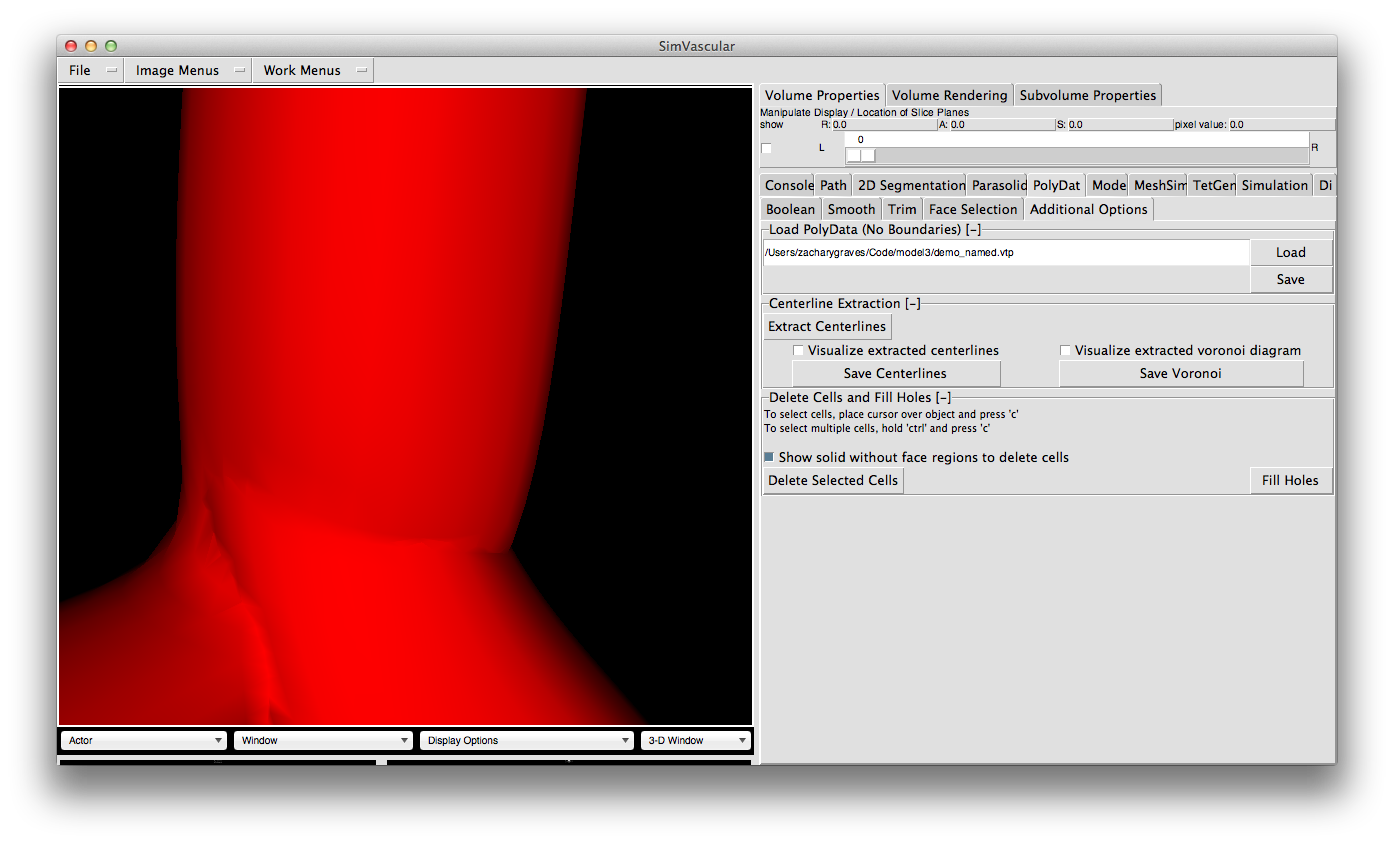 SimVascular
File Image Menus Work Menus
Volume Properties Volume Rendering Subvolume Properties
Manipulate Display / Location of Slice Planes
show R: 0.0 A: 0.0 S: 0.0 pixel value: 0.0
0
L R
Console Path 2D Segmentation Parasolid PolyDat Mode MeshSim TetGen Simulation Di
Boolean Smooth Trim Face Selection Additional Options
Load PolyData (No Boundaries) [-]
/Users/zacharygraves/Code/model3/demo_named.vtp Load
Save
Centerline Extraction [-]
Extract Centerlines
Visualize extracted centerlines Visualize extracted voronoi diagram
Save Centerlines Save Voronoi
Delete Cells and Fill Holes [-]
To select cells, place cursor over object and press 'c'
To select multiple cells, hold 'ctrl' and press 'c'
Show solid without face regions to delete cells
Delete Selected Cells Fill Holes
Actor Window Display Options 3-D Window